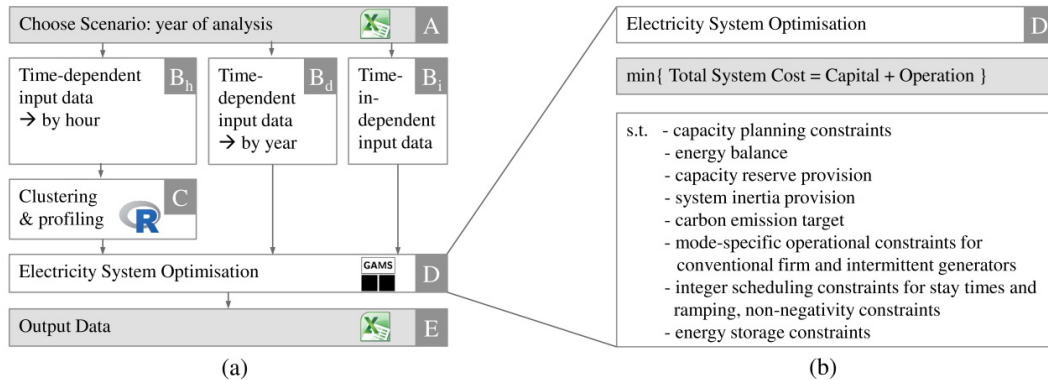 Choose Scenario: year of analysis
A
Time-dependent
input data
→ by hour
Bh
Time-
dependent
input data
→ by year
Bd
Time-
in-
dependent
input data
Bi
Clustering
& profiling
R
C
Electricity System Optimisation
GAMS
D
Output Data
E
(a)
Electricity System Optimisation
D
min{ Total System Cost = Capital + Operation }
s.t. - capacity planning constraints
- energy balance
- capacity reserve provision
- system inertia provision
- carbon emission target
- mode-specific operational constraints for
conventional firm and intermittent generators
- integer scheduling constraints for stay times and
ramping, non-negativity constraints
- energy storage constraints
(b)